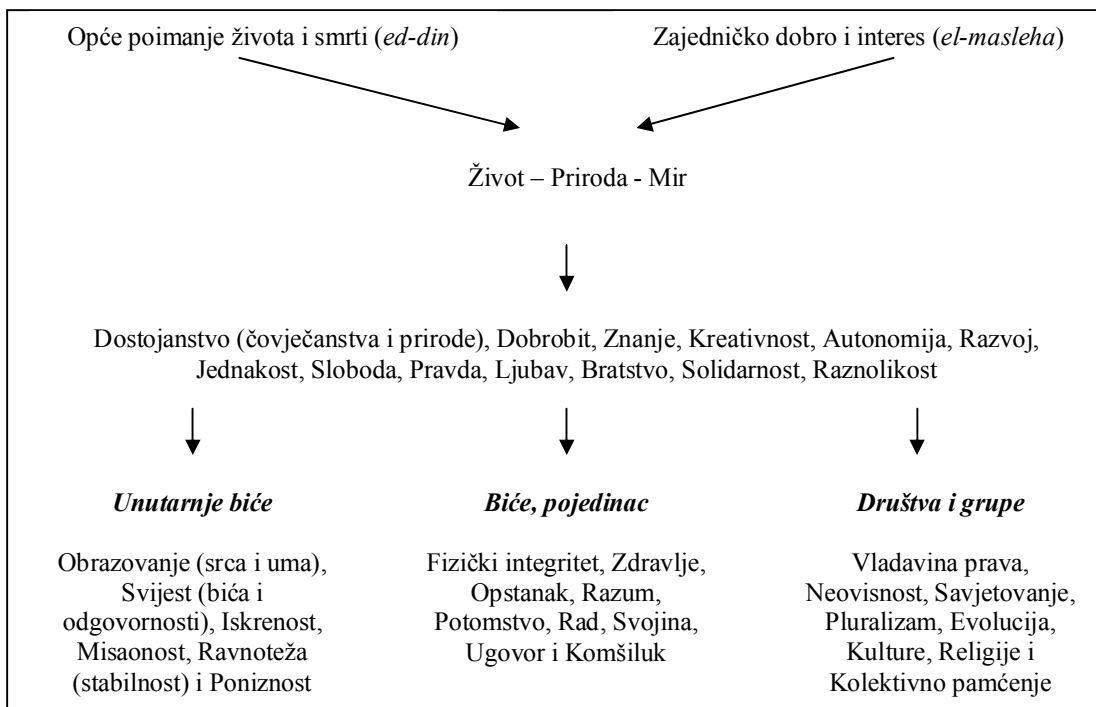 Opće poimanje života i smrti (ed-din)
Zajedničko dobro i interes (el-masleha)
Život – Priroda - Mir
Dostojanstvo (čovječanstva i prirode), Dobrobit, Znanje, Kreativnost, Autonomija, Razvoj,
Jednakost, Sloboda, Pravda, Ljubav, Bratstvo, Solidarnost, Raznolikost
Unutarnje biće
Obrazovanje (srca i uma),
Svijest (bića i
odgovornosti), Iskrenost,
Misaonost, Ravnoteža
(stabilnost) i Poniznost
Biće, pojedinac
Fizički integritet, Zdravlje,
Opstanak, Razum,
Potomstvo, Rad, Svojina,
Ugovor i Komšiluk
Društva i grupe
Vladavina prava,
Neovisnost, Savjetovanje,
Pluralizam, Evolucija,
Kulture, Religije i
Kolektivno pamćenje